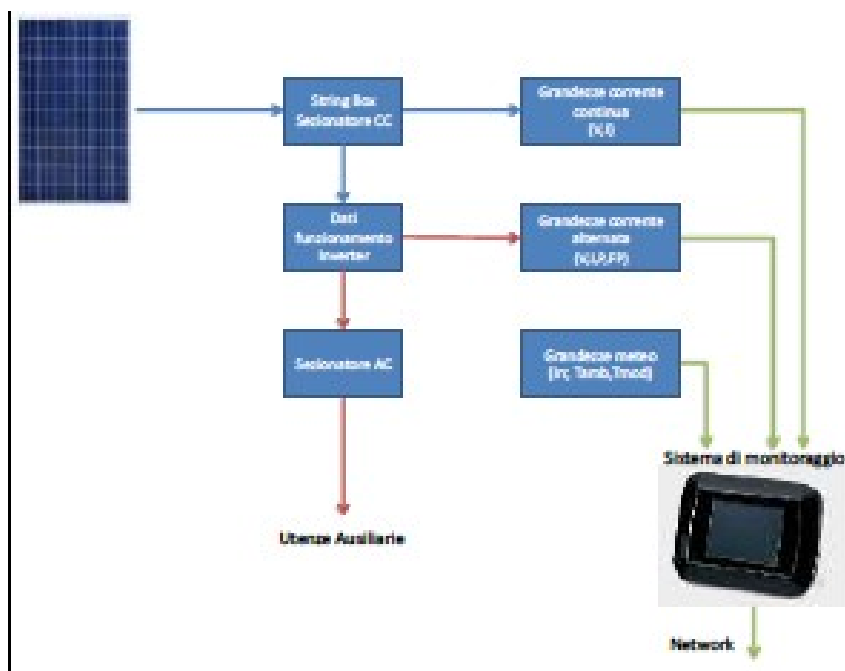 String Box
Sezionatore CC
Grandezze corrente
continua
(V,I)
Dati
funzionamento
inverter
Grandezze corrente
alternata
(V,I,P,FP)
Sezionatore AC
Grandezze meteo
(Irr, Tamb,Tmod)
Sistema di monitoraggio
Utenze Ausiliarie
Network